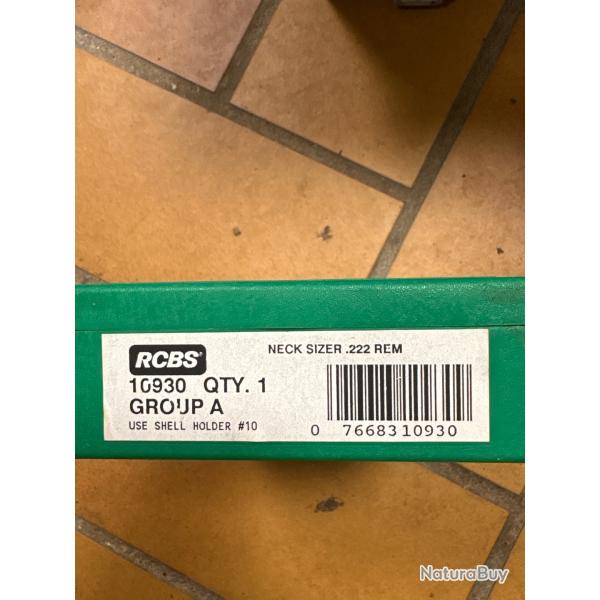 RCBS
NECK SIZER .222 REM
10930 QTY. 1
GROUP A
USE SHELL HOLDER #10
0 7668310930
NaturaBuy